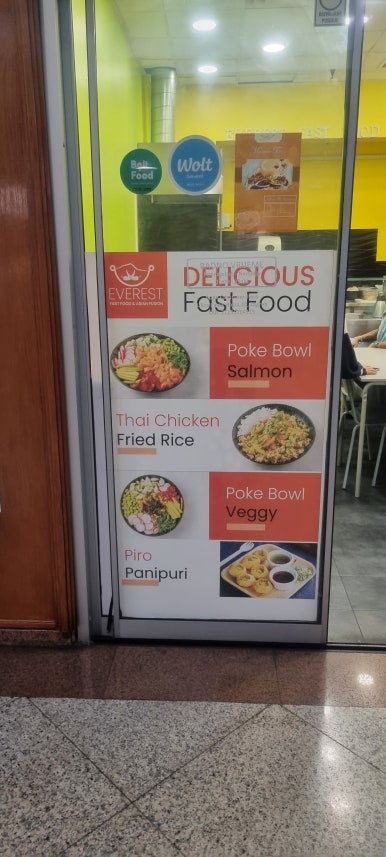 Bolt
Food
Wolt
EVEREST
FAST FOOD & ASIAN FUSION
DELICIOUS
Fast Food
Poke Bowl
Salmon
Thai Chicken
Fried Rice
Poke Bowl
Veggy
Piro
Panipuri